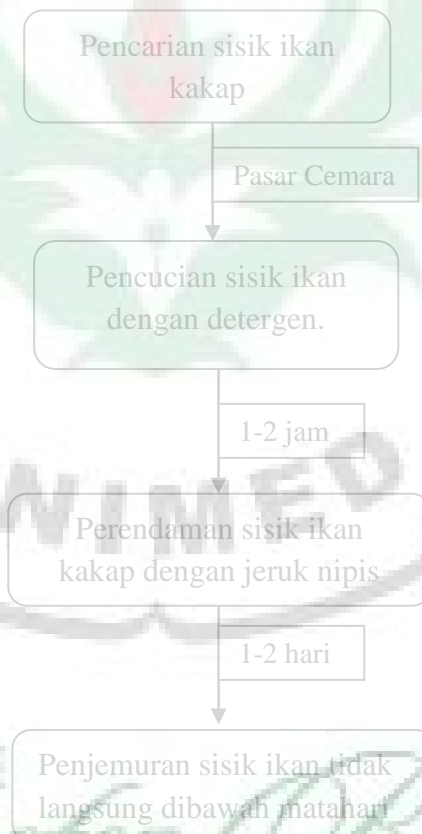 Pencarian sisik ikan
kakap
Pasar Cemara
Pencucian sisik ikan
dengan detergen.
1-2 jam
NIMED
Perendaman sisik ikan
kakap dengan jeruk nipis
1-2 hari
Penjemuran sisik ikan tidak
langsung dibawah matahari